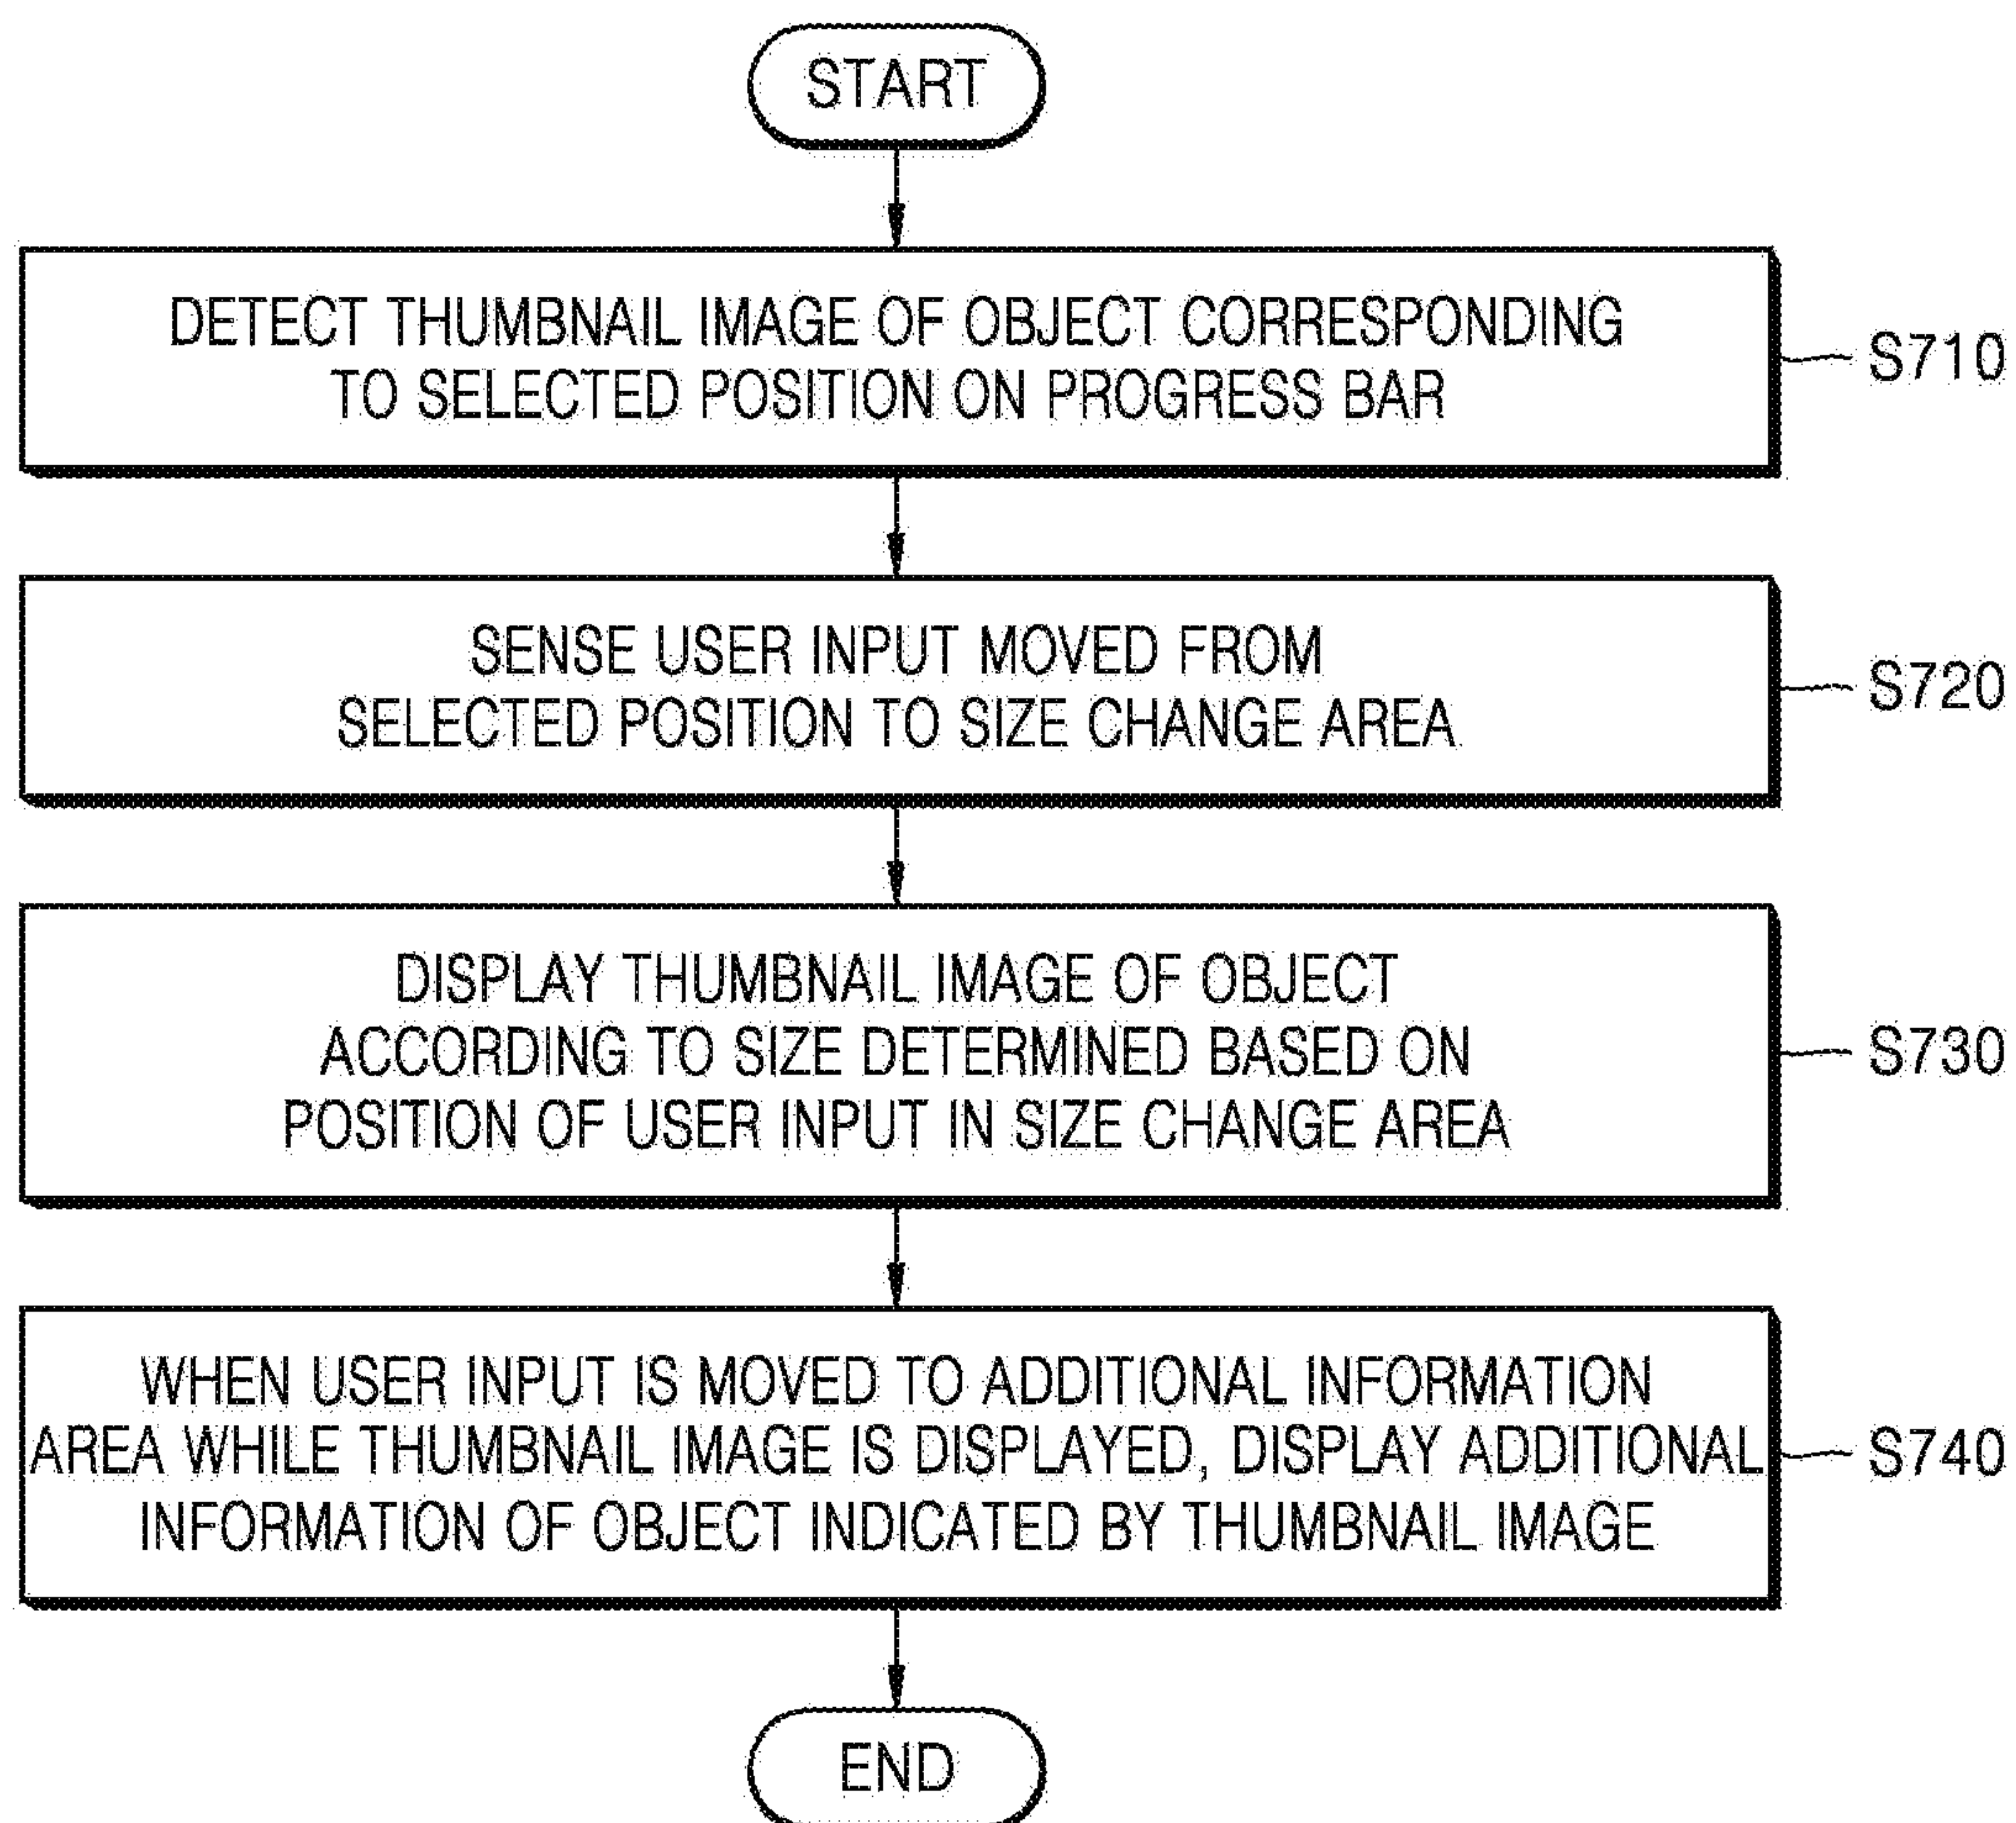 START
DETECT THUMBNAIL IMAGE OF OBJECT CORRESPONDING
TO SELECTED POSITION ON PROGRESS BAR
S710
SENSE USER INPUT MOVED FROM
SELECTED POSITION TO SIZE CHANGE AREA
S720
DISPLAY THUMBNAIL IMAGE OF OBJECT
ACCORDING TO SIZE DETERMINED BASED ON
POSITION OF USER INPUT IN SIZE CHANGE AREA
S730
WHEN USER INPUT IS MOVED TO ADDITIONAL INFORMATION
AREA WHILE THUMBNAIL IMAGE IS DISPLAYED, DISPLAY ADDITIONAL
INFORMATION OF OBJECT INDICATED BY THUMBNAIL IMAGE
S740
END